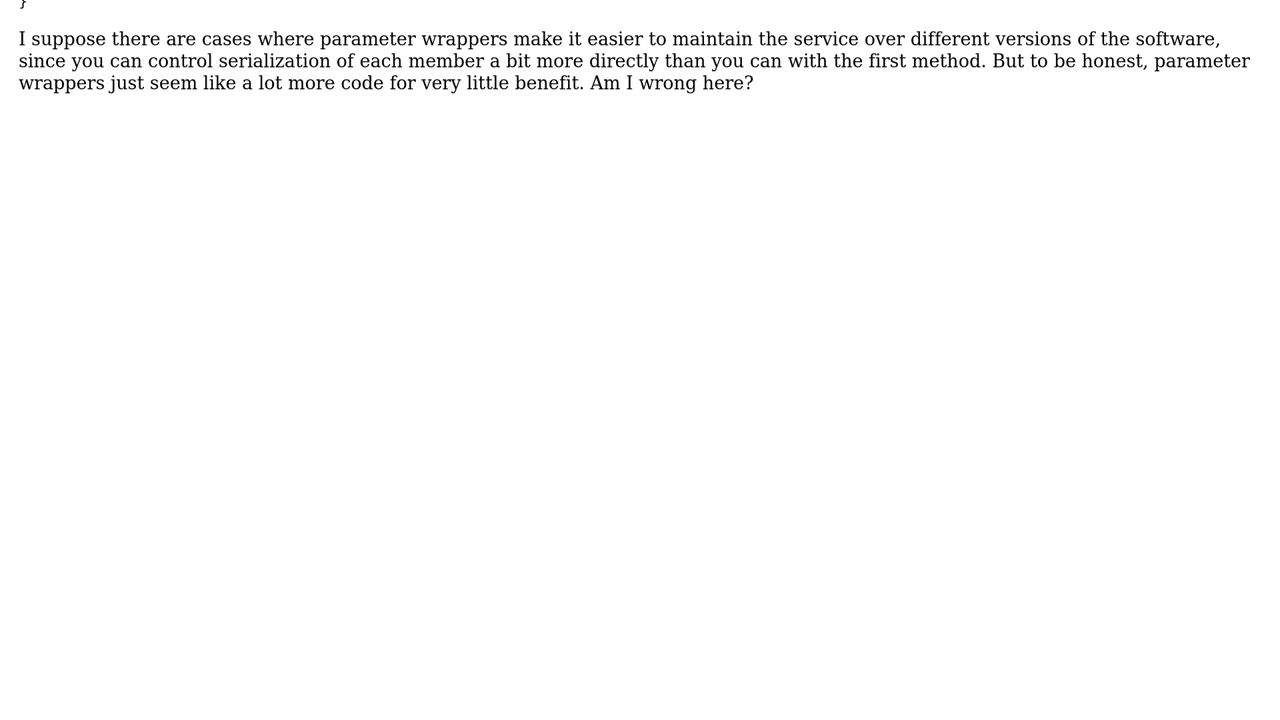 }
I suppose there are cases where parameter wrappers make it easier to maintain the service over different versions of the software,
since you can control serialization of each member a bit more directly than you can with the first method. But to be honest, parameter
wrappers just seem like a lot more code for very little benefit. Am I wrong here?